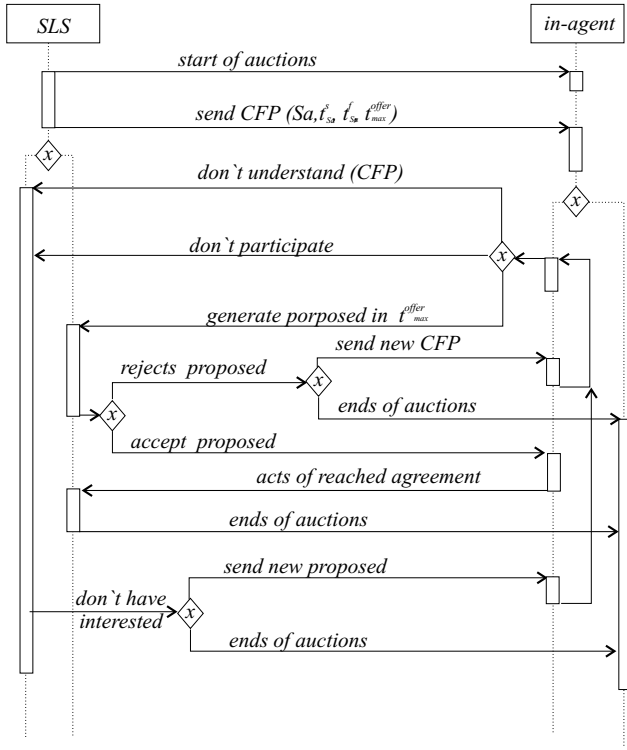 SLS
in-agent
start of auctions
send CFP (Sa, t^s_Sa t^f_Sa t^offer_max)
x
don`t understand (CFP)
x
don`t participate
x
generate porposed in t^offer_max
send new CFP
rejects proposed
x
ends of auctions
x
accept proposed
acts of reached agreement
ends of auctions
send new proposed
don`t have
interested
x
ends of auctions